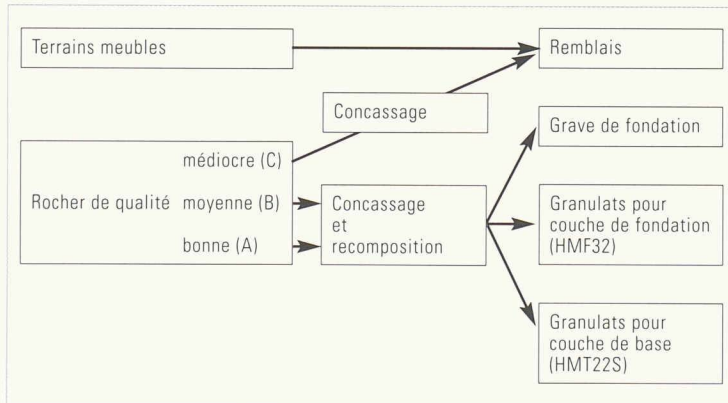 Terrains meubles
Remblais
Concassage
Grave de fondation
médiocre (C)
Rocher de qualité moyenne (B)
bonne (A)
Concassage
et
recomposition
Granulats pour
couche de fondation
(HMF32)
Granulats pour
couche de base
(HMT22S)